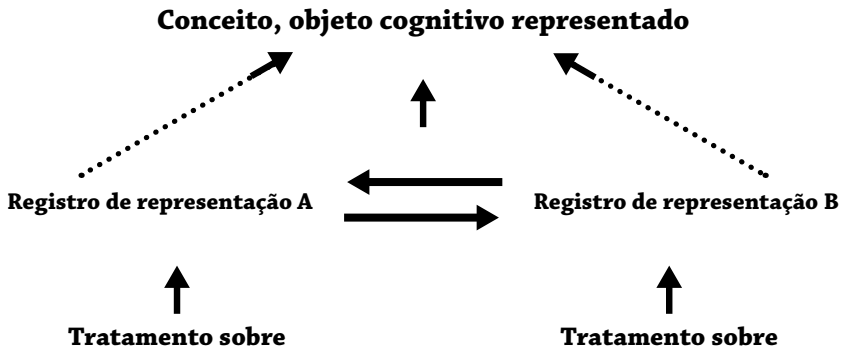 Conceito, objeto cognitivo representado
Registro de representação A
Registro de representação B
Tratamento sobre
Tratamento sobre